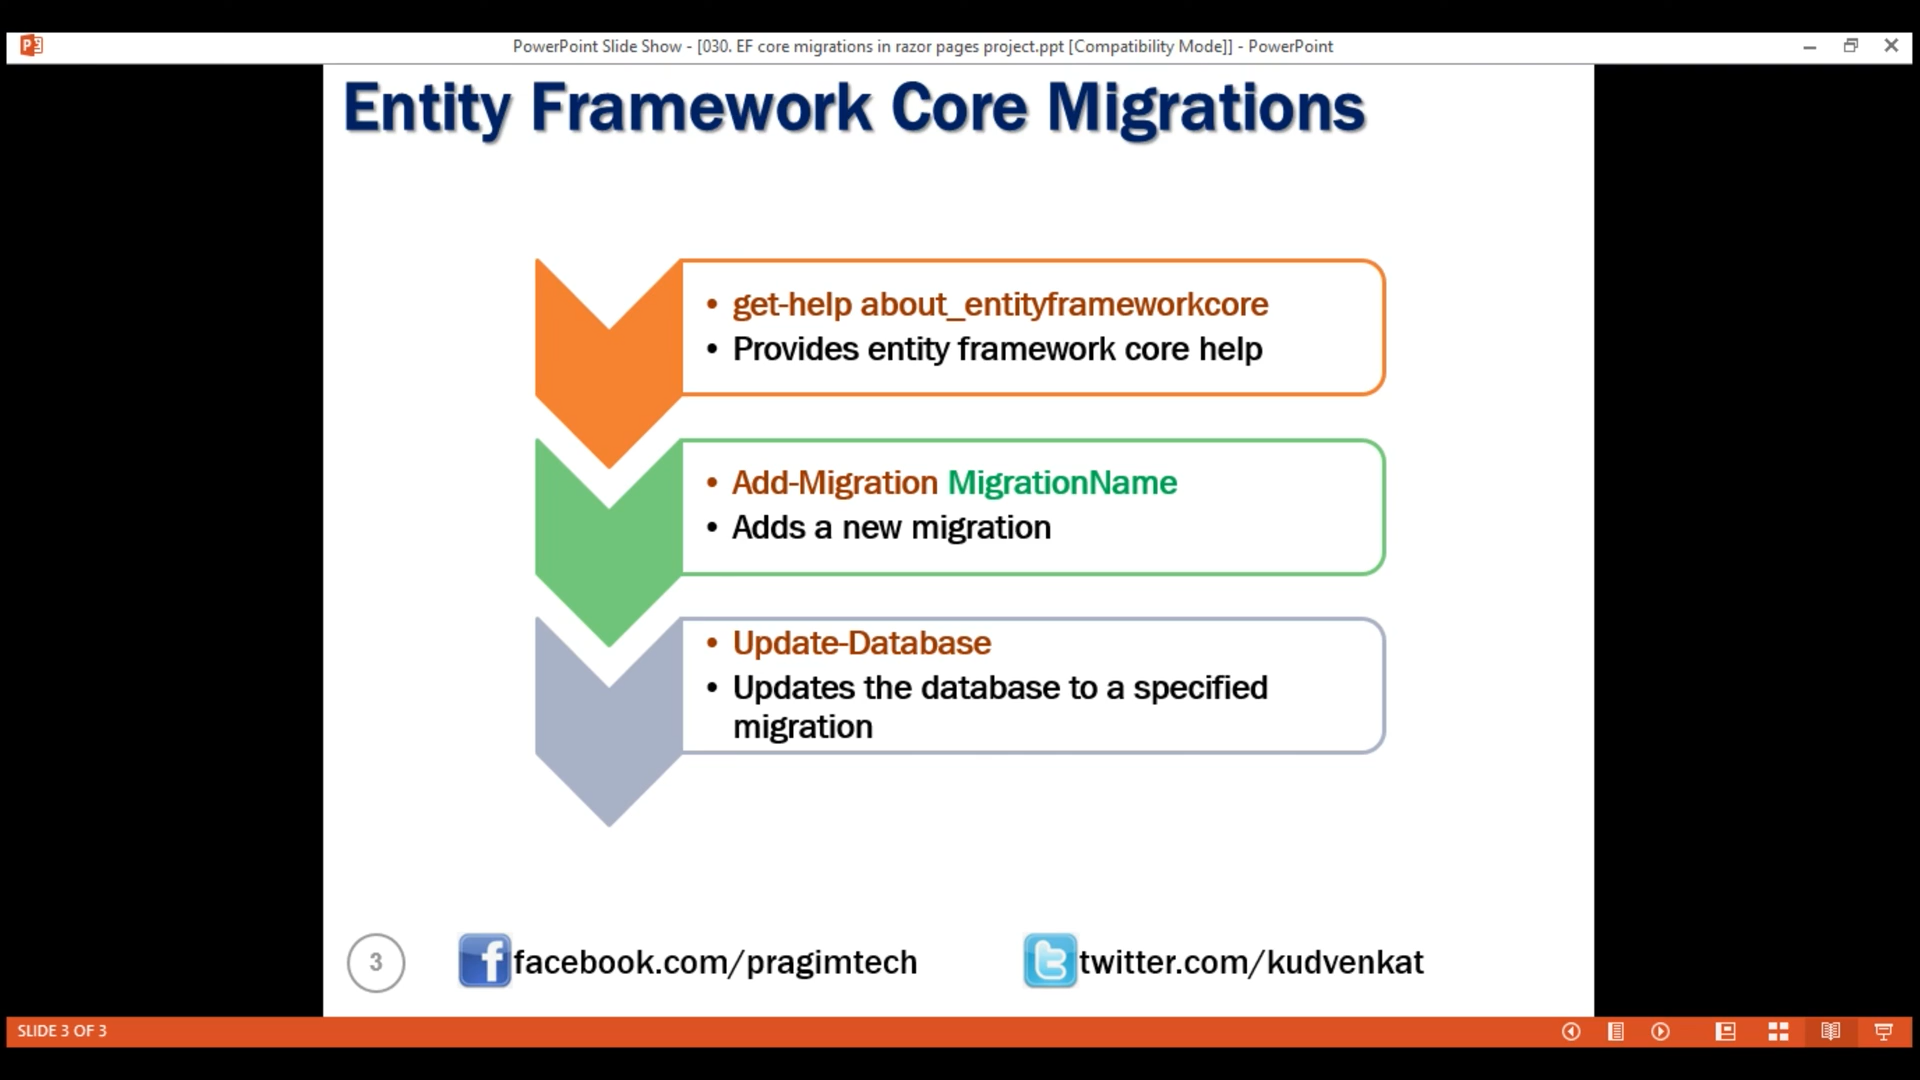 PowerPoint Slide Show - [030. EF core migrations in razor pages project.ppt [Compatibility Mode]] - PowerPoint
Entity Framework Core Migrations
• get-help about_entityframeworkcore
• Provides entity framework core help
• Add-Migration MigrationName
• Adds a new migration
• Update-Database
• Updates the database to a specified
migration
3
facebook.com/pragimtech
twitter.com/kudvenkat
SLIDE 3 OF 3